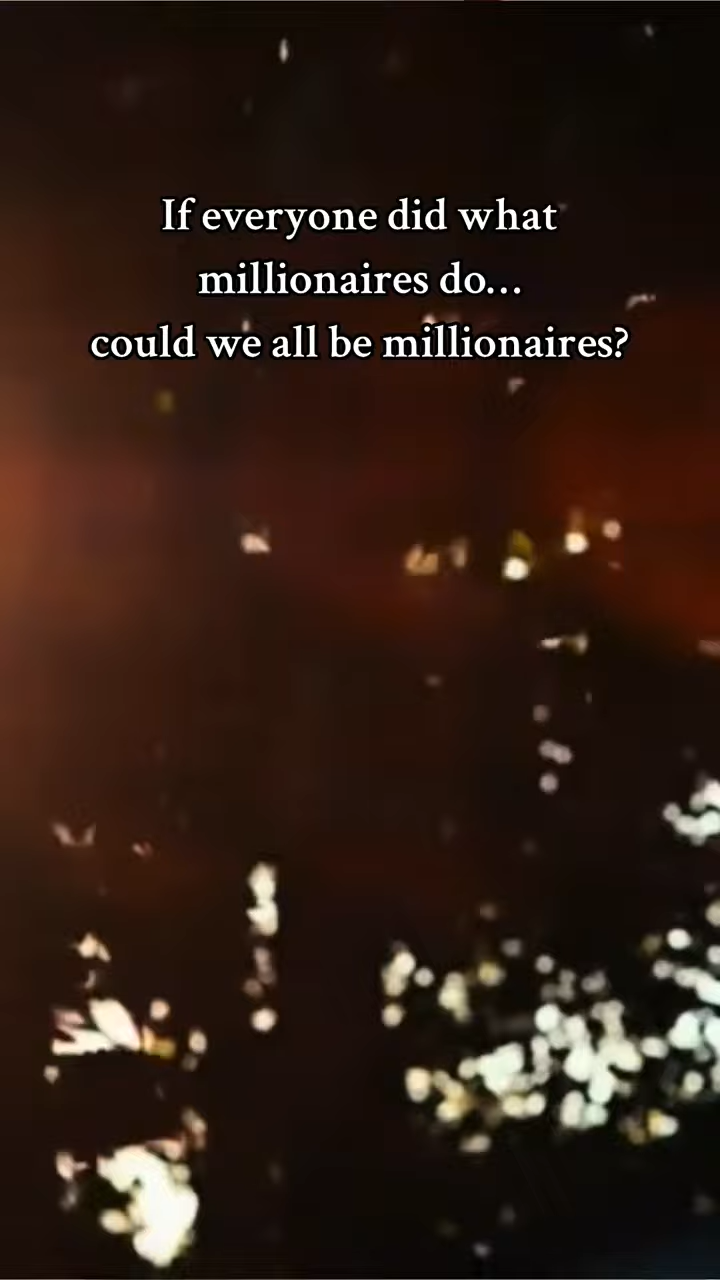 If everyone did what
millionaires do...
could we all be millionaires?